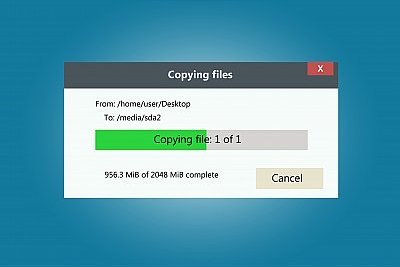 Copying files
X
From: /home/user/Desktop
To: /media/sda2
Copying file: 1 of 1
956.3 MiB of 2048 MiB complete
Cancel